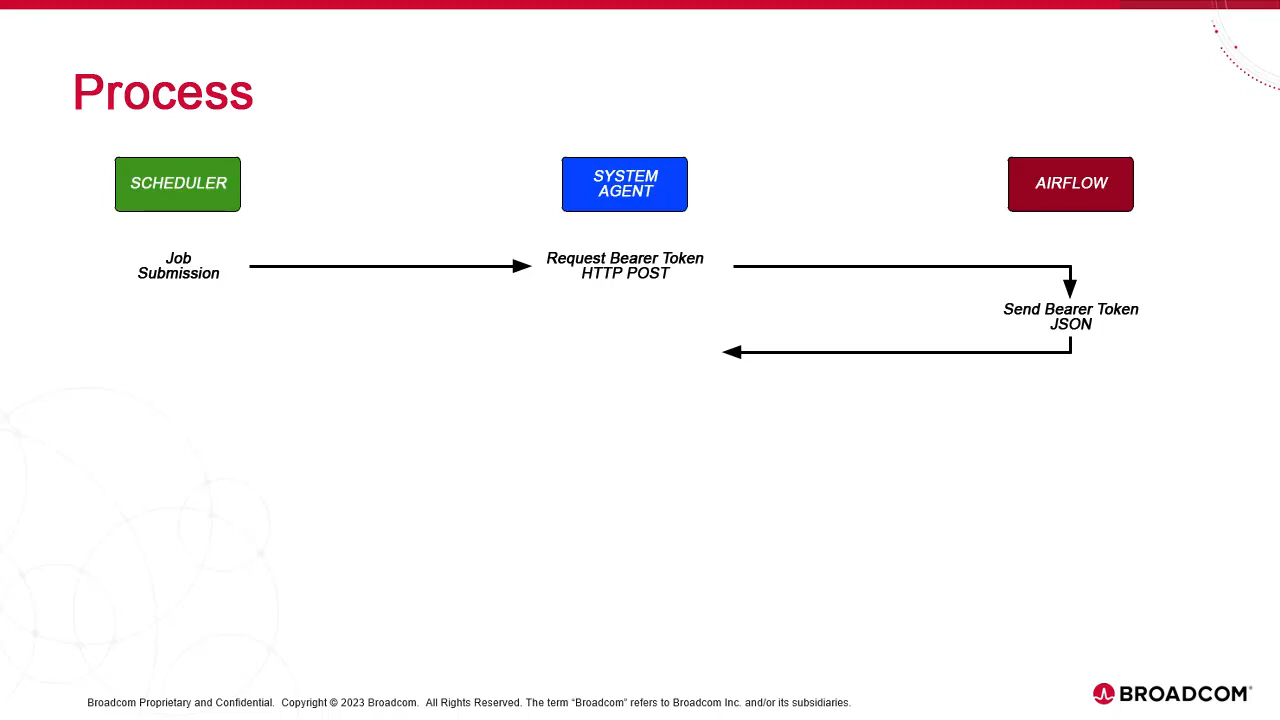 Process
SCHEDULER
SYSTEM
AGENT
AIRFLOW
Job
Submission
Request Bearer Token
HTTP POST
Send Bearer Token
JSON
Broadcom Proprietary and Confidential. Copyright © 2023 Broadcom. All Rights Reserved. The term “Broadcom” refers to Broadcom Inc. and/or its subsidiaries.
BROADCOM®